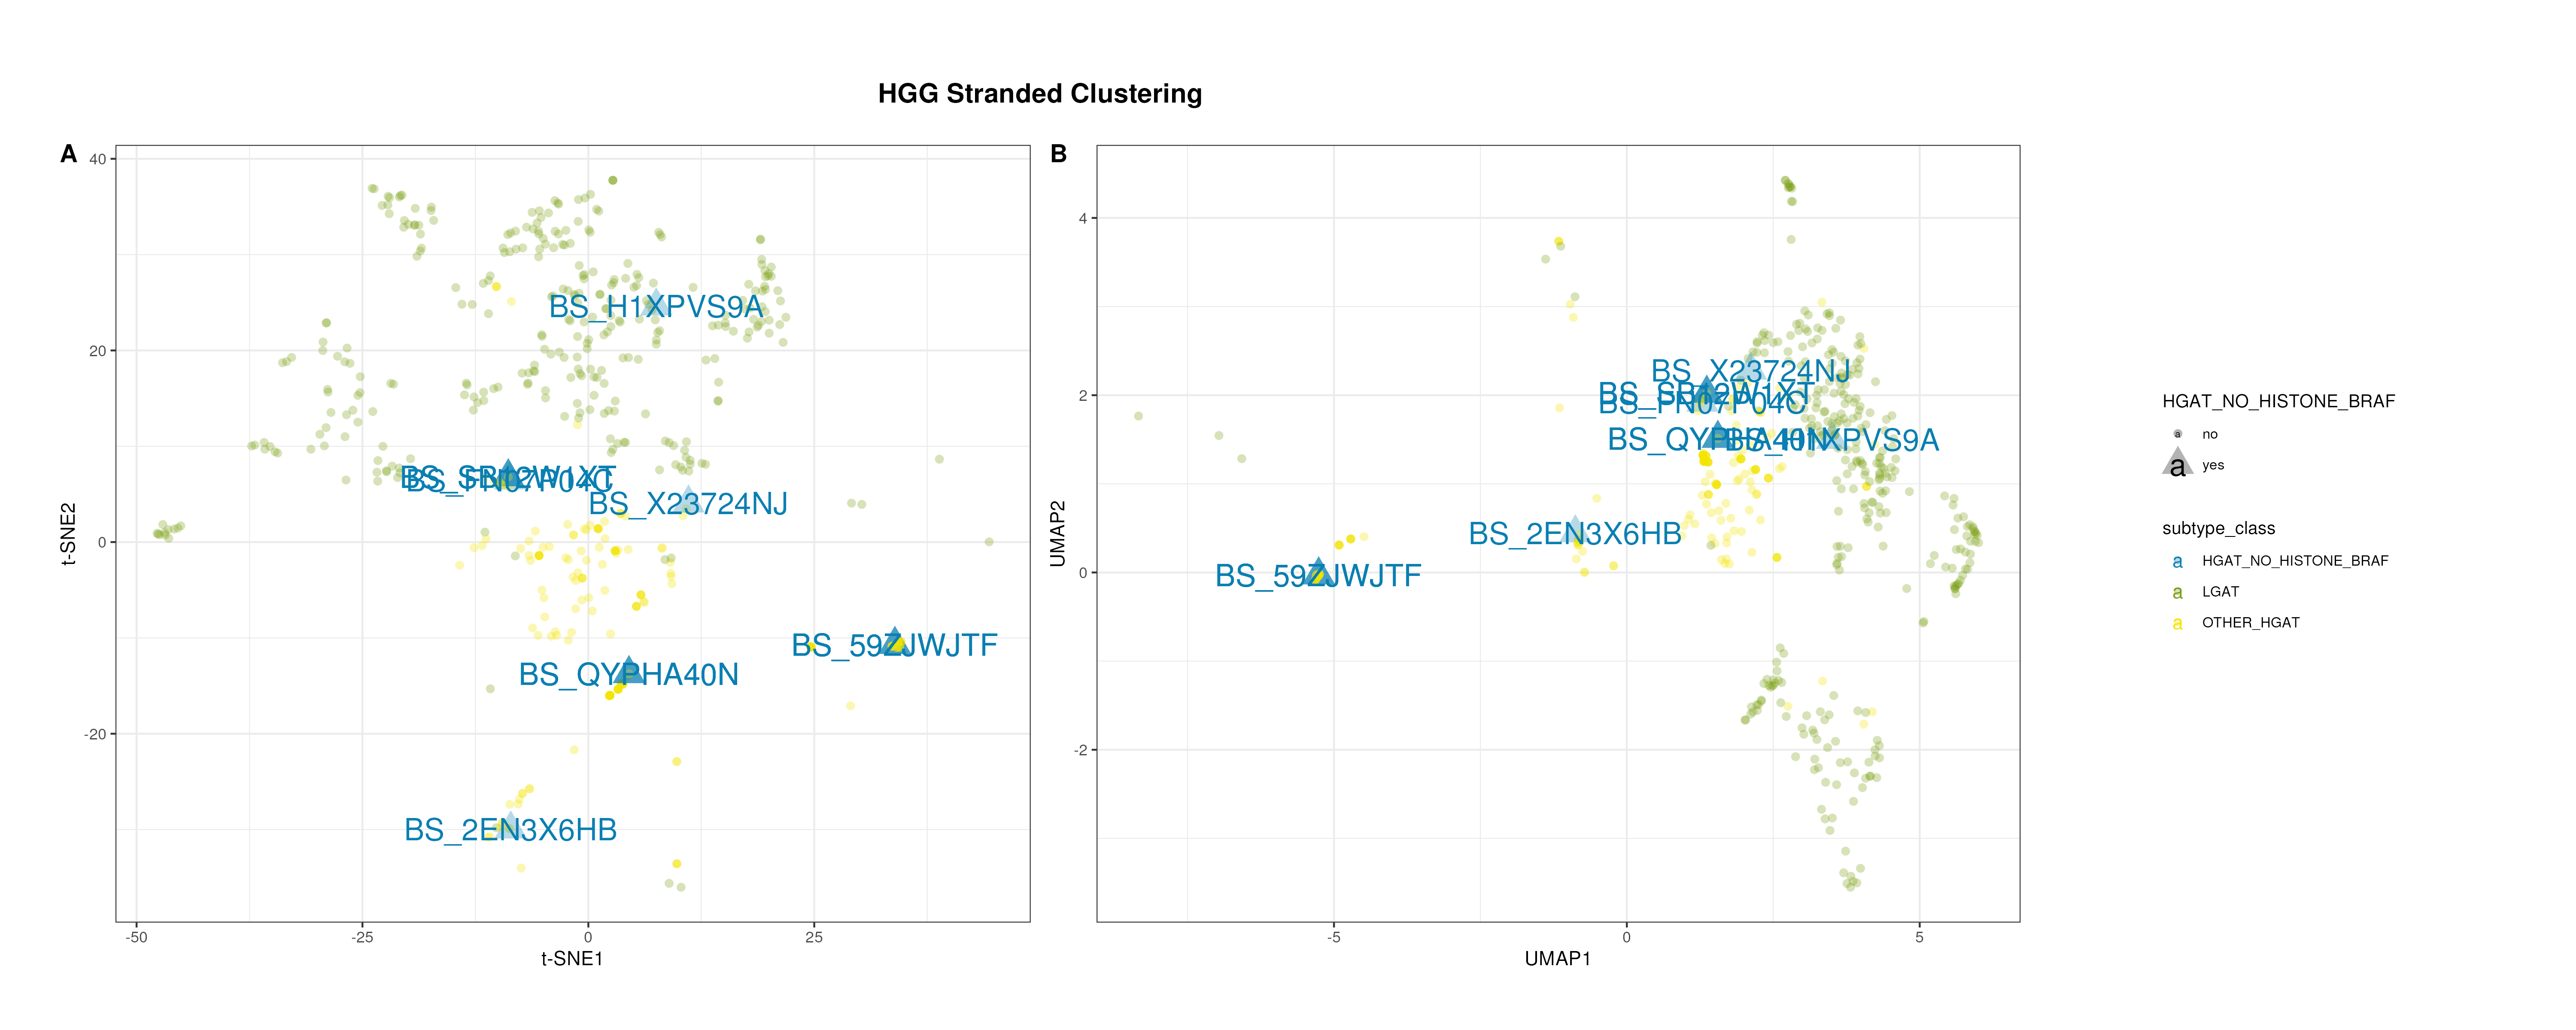 HGG Stranded Clustering
A
40
20
0
-20
-50
-25
0
25
t-SNE1
t-SNE2
BS_H1XPVS9A
BS_X23724NJ
BS_59ZJWJTF
BS_QYPHA40N
BS_2EN3X6HB
B
4
2
0
-2
-5
0
5
UMAP1
UMAP2
BS_X23724NJ
BS_2EN3X6HB
BS_59ZJWJTF
HGAT_NO_HISTONE_BRAF
a no
a yes
subtype_class
a HGAT_NO_HISTONE_BRAF
a LGAT
a OTHER_HGAT